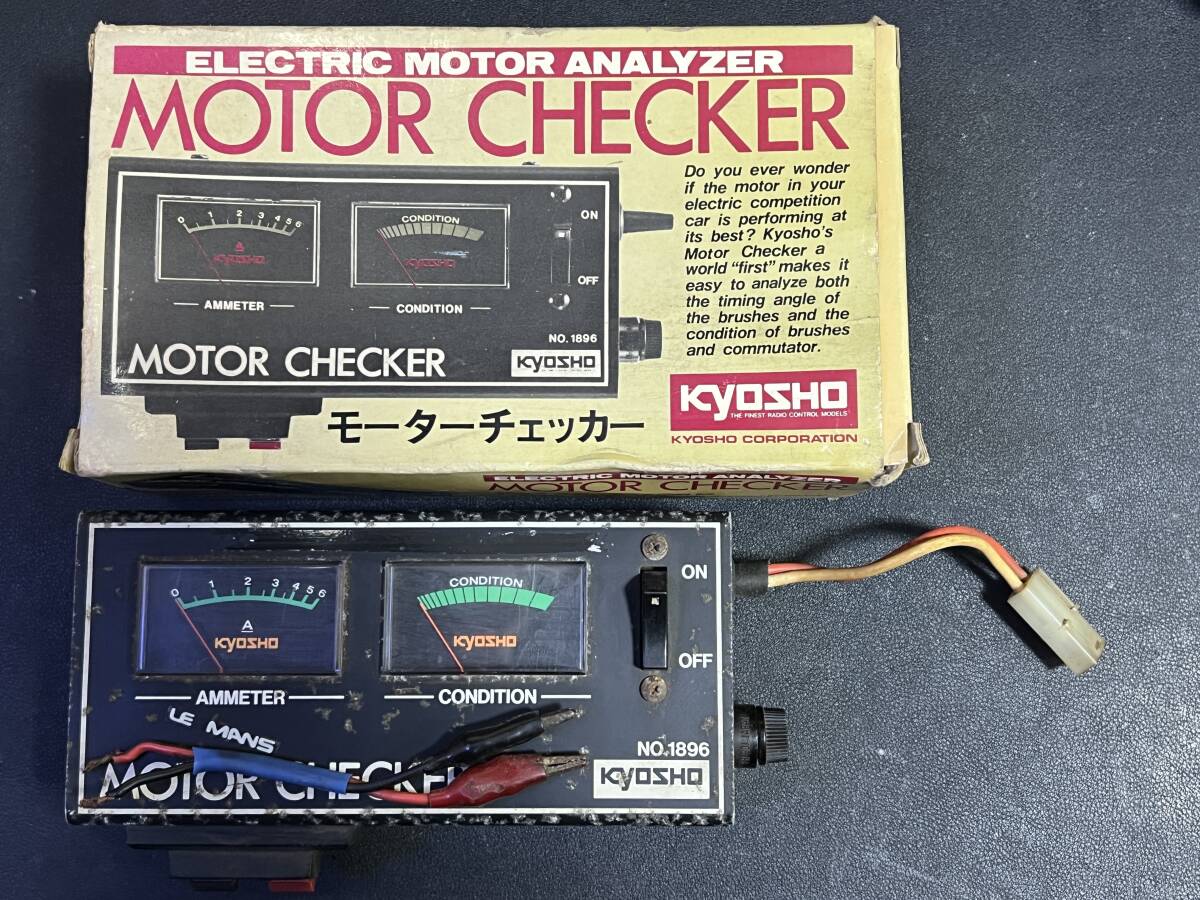 ELECTRIC MOTOR ANALYZER
MOTOR CHECKER
Do you ever wonder
if the motor in your
electric competition
car is performing at
its best? Kyosho's
Motor Checker a
world "first" makes it
easy to analyze both
the timing angle of
the brushes and the
condition of brushes
and commutator.
0 1 2 3 4 5 6
A
KYOSHO
AMMETER
CONDITION
KYOSHO
CONDITION
ON
OFF
NO. 1896
MOTOR CHECKER
KYOSHO
モーターチェッカー
KYOSHO
THE FINEST RADIO CONTROL MODELS
KYOSHO CORPORATION
ELECTRIC MOTOR ANALYZER
MOTOR CHECKER
0 1 2 3 4 5 6
A
KYOSHO
AMMETER
CONDITION
KYOSHO
CONDITION
ON
OFF
LE MANS
NO.1896
MOTOR CHECKER
KYOSHO